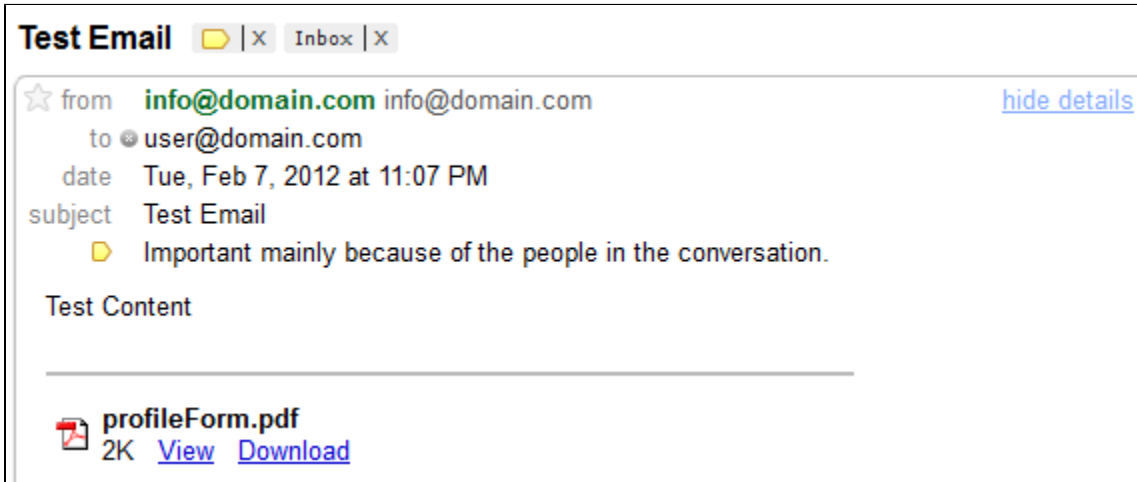 Test Email | X Inbox | X
from info@domain.com info@domain.com hide details
to user@domain.com
date Tue, Feb 7, 2012 at 11:07 PM
subject Test Email
Important mainly because of the people in the conversation.
Test Content
profileForm.pdf
2K View Download